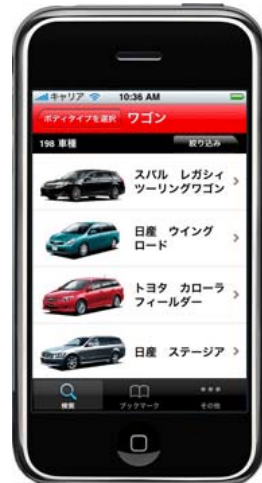 キャリア 10:36 AM
ボディタイプを選択 ワゴン
198 車種 絞り込み
スバル レガシィ
ツーリングワゴン
日産 ウイング
ロード
トヨタ カローラ
フィールダー
日産 ステージア
検索 ブックマーク その他